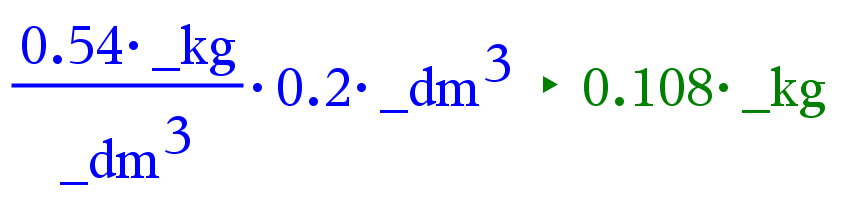 0.54· _kg
_dm³ · 0.2· _dm³ ▸ 0.108· _kg